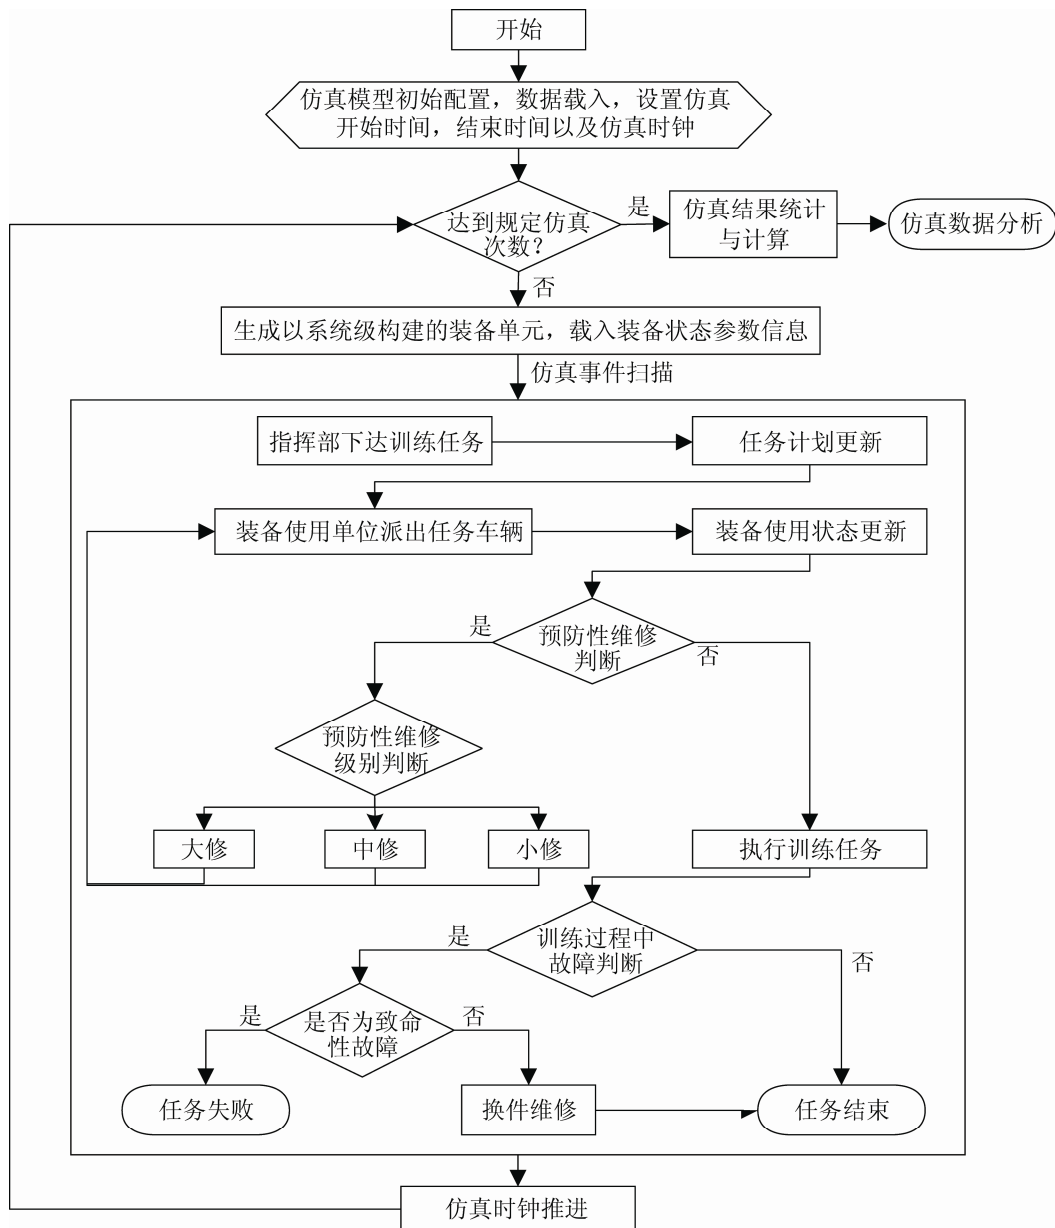 开始
仿真模型初始配置，数据载入，设置仿真
开始时间，结束时间以及仿真时钟
达到规定仿真
次数？
是
仿真结果统计
与计算
仿真数据分析
否
生成以系统级构建的装备单元，载入装备状态参数信息
仿真事件扫描
指挥部下达训练任务
任务计划更新
装备使用单位派出任务车辆
装备使用状态更新
是
预防性维修
判断
否
预防性维修
级别判断
大修
中修
小修
执行训练任务
是
训练过程中
故障判断
否
是
是否为致命
性故障
否
任务失败
换件维修
任务结束
仿真时钟推进